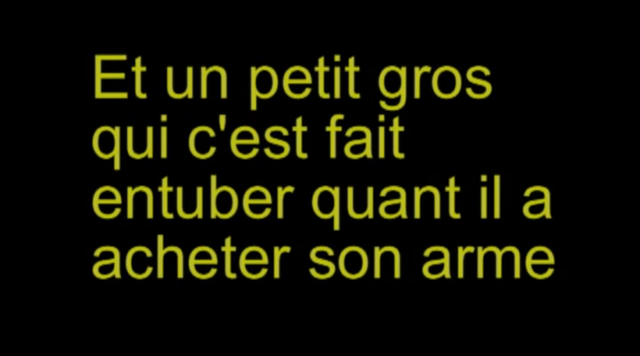 Et un petit gros
qui c'est fait
entuber quant il a
acheter son arme